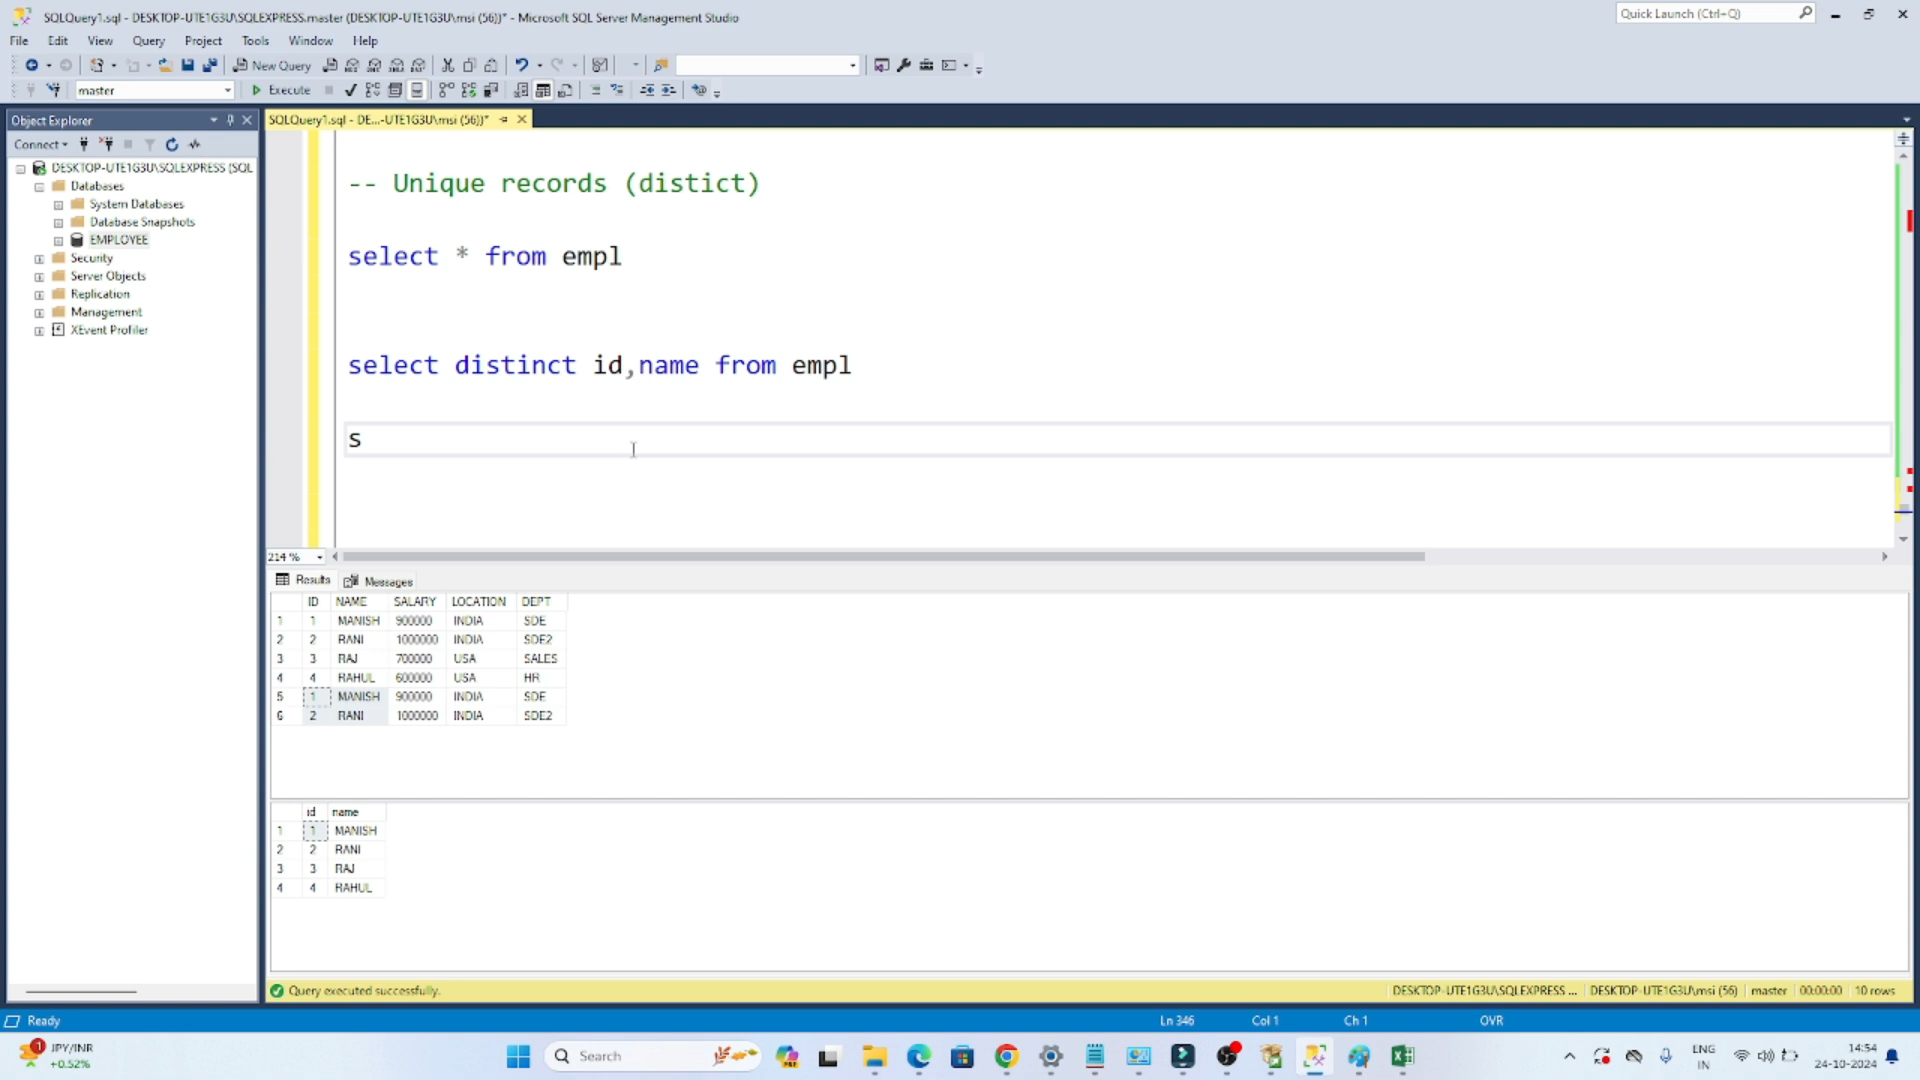 SQLQuery1.sql - DESKTOP-UTE1G3U\SQLEXPRESS.master (DESKTOP-UTE1G3U\msi (56))* - Microsoft SQL Server Management Studio
Quick Launch (Ctrl+Q)
File Edit View Query Project Tools Window Help
New Query
master Execute
Object Explorer
SQLQuery1.sql - DE...-UTE1G3U\msi (56))*
Connect
DESKTOP-UTE1G3U\SQLEXPRESS (SQL
Databases
System Databases
Database Snapshots
EMPLOYEE
Security
Server Objects
Replication
Management
XEvent Profiler
-- Unique records (distict)
select * from empl
select distinct id,name from empl
s
214 %
Results Messages
ID NAME SALARY LOCATION DEPT
1 1 MANISH 900000 INDIA SDE
2 2 RANI 1000000 INDIA SDE2
3 3 RAJ 700000 USA SALES
4 4 RAHUL 600000 USA HR
5 1 MANISH 900000 INDIA SDE
6 2 RANI 1000000 INDIA SDE2
id name
1 1 MANISH
2 2 RANI
3 3 RAJ
4 4 RAHUL
Query executed successfully.
DESKTOP-UTE1G3U\SQLEXPRESS ... DESKTOP-UTE1G3U\msi (56) master 00:00:00 10 rows
Ready
Ln 346 Col 1 Ch 1 OVR
1 JPY/INR
+0.52%
Search
ENG
IN
14:54
24-10-2024